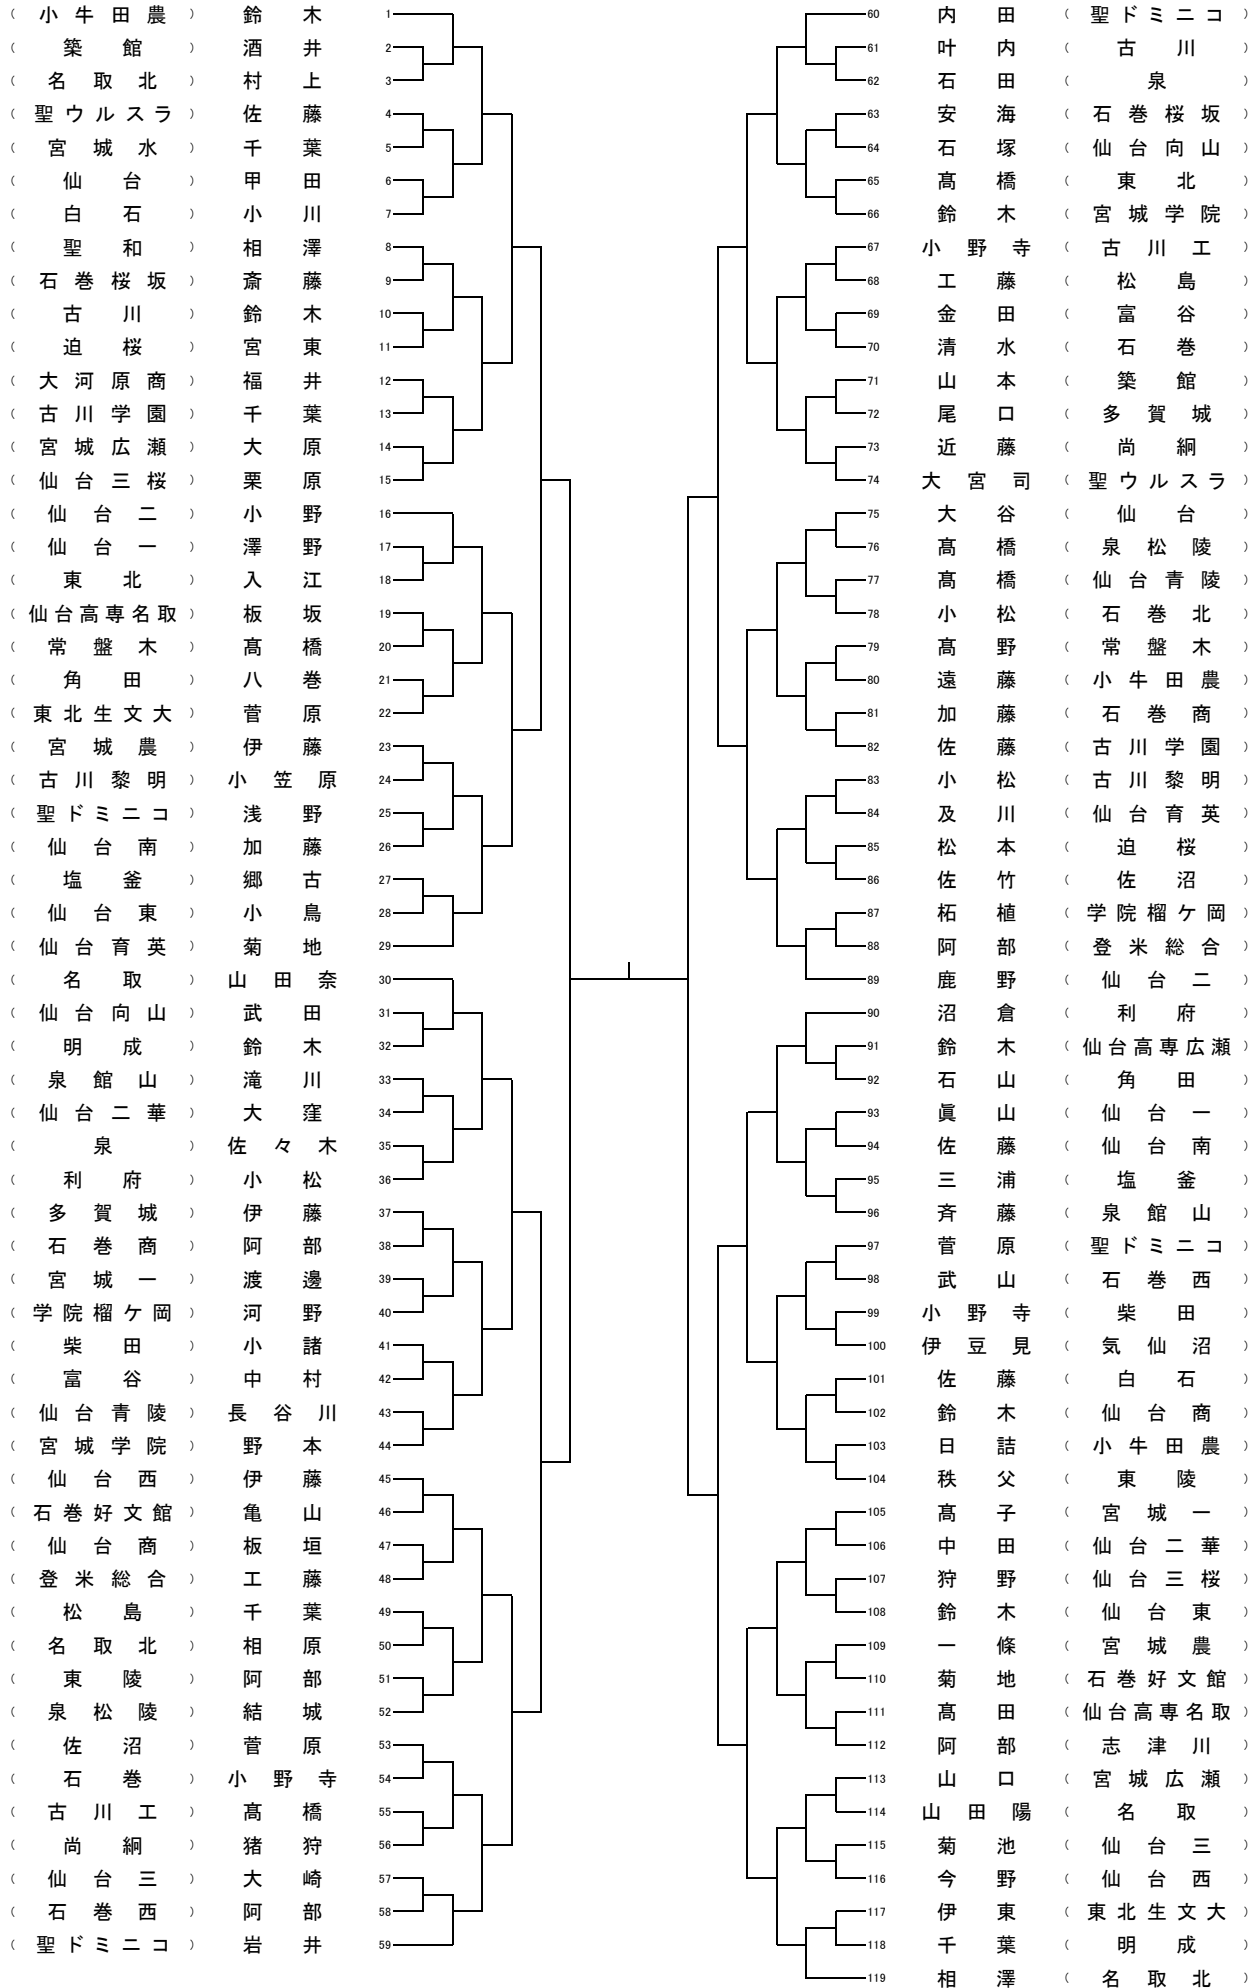 （ 小牛田農 ） 鈴木 1 60 内田 （ 聖ドミニコ ）
（ 築館 ） 酒井 2 61 叶内 （ 古川 ）
（ 名取北 ） 村上 3 62 石田 （ 泉 ）
（ 聖ウルスラ ） 佐藤 4 63 安海 （ 石巻桜坂 ）
（ 宮城水 ） 千葉 5 64 石塚 （ 仙台向山 ）
（ 仙台 ） 甲田 6 65 髙橋 （ 東北 ）
（ 白石 ） 小川 7 66 鈴木 （ 宮城学院 ）
（ 聖和 ） 相澤 8 67 小野寺 （ 古川工 ）
（ 石巻桜坂 ） 斎藤 9 68 工藤 （ 松島 ）
（ 古川 ） 鈴木 10 69 金田 （ 富谷 ）
（ 迫桜 ） 宮東 11 70 清水 （ 石巻 ）
（ 大河原商 ） 福井 12 71 山本 （ 築館 ）
（ 古川学園 ） 千葉 13 72 尾口 （ 多賀城 ）
（ 宮城広瀬 ） 大原 14 73 近藤 （ 尚絅 ）
（ 仙台三桜 ） 栗原 15 74 大宮司 （ 聖ウルスラ ）
（ 仙台二 ） 小野 16 75 大谷 （ 仙台 ）
（ 仙台一 ） 澤野 17 76 髙橋 （ 泉松陵 ）
（ 東北 ） 入江 18 77 髙橋 （ 仙台青陵 ）
（ 仙台高専名取 ） 板坂 19 78 小松 （ 石巻北 ）
（ 常盤木 ） 髙橋 20 79 髙野 （ 常盤木 ）
（ 角田 ） 八巻 21 80 遠藤 （ 小牛田農 ）
（ 東北生文大 ） 菅原 22 81 加藤 （ 石巻商 ）
（ 宮城農 ） 伊藤 23 82 佐藤 （ 古川学園 ）
（ 古川黎明 ） 小笠原 24 83 小松 （ 古川黎明 ）
（ 聖ドミニコ ） 浅野 25 84 及川 （ 仙台育英 ）
（ 仙台南 ） 加藤 26 85 松本 （ 迫桜 ）
（ 塩釜 ） 郷古 27 86 佐竹 （ 佐沼 ）
（ 仙台東 ） 小鳥 28 87 柘植 （ 学院榴ケ岡 ）
（ 仙台育英 ） 菊地 29 88 阿部 （ 登米総合 ）
（ 名取 ） 山田奈 30 89 鹿野 （ 仙台二 ）
（ 仙台向山 ） 武田 31 90 沼倉 （ 利府 ）
（ 明成 ） 鈴木 32 91 鈴木 （ 仙台高専広瀬 ）
（ 泉館山 ） 滝川 33 92 石山 （ 角田 ）
（ 仙台二華 ） 大窪 34 93 眞山 （ 仙台一 ）
（ 泉 ） 佐々木 35 94 佐藤 （ 仙台南 ）
（ 利府 ） 小松 36 95 三浦 （ 塩釜 ）
（ 多賀城 ） 伊藤 37 96 斉藤 （ 泉館山 ）
（ 石巻商 ） 阿部 38 97 菅原 （ 聖ドミニコ ）
（ 宮城一 ） 渡邊 39 98 武山 （ 石巻西 ）
（ 学院榴ケ岡 ） 河野 40 99 小野寺 （ 柴田 ）
（ 柴田 ） 小諸 41 100 伊豆見 （ 気仙沼 ）
（ 富谷 ） 中村 42 101 佐藤 （ 白石 ）
（ 仙台青陵 ） 長谷川 43 102 鈴木 （ 仙台商 ）
（ 宮城学院 ） 野本 44 103 日詰 （ 小牛田農 ）
（ 仙台西 ） 伊藤 45 104 秩父 （ 東陵 ）
（ 石巻好文館 ） 亀山 46 105 髙子 （ 宮城一 ）
（ 仙台商 ） 板垣 47 106 中田 （ 仙台二華 ）
（ 登米総合 ） 工藤 48 107 狩野 （ 仙台三桜 ）
（ 松島 ） 千葉 49 108 鈴木 （ 仙台東 ）
（ 名取北 ） 相原 50 109 一條 （ 宮城農 ）
（ 東陵 ） 阿部 51 110 菊地 （ 石巻好文館 ）
（ 泉松陵 ） 結城 52 111 髙田 （ 仙台高専名取 ）
（ 佐沼 ） 菅原 53 112 阿部 （ 志津川 ）
（ 石巻 ） 小野寺 54 113 山口 （ 宮城広瀬 ）
（ 古川工 ） 髙橋 55 114 山田陽 （ 名取 ）
（ 尚絅 ） 猪狩 56 115 菊池 （ 仙台三 ）
（ 仙台三 ） 大崎 57 116 今野 （ 仙台西 ）
（ 石巻西 ） 阿部 58 117 伊東 （ 東北生文大 ）
（ 聖ドミニコ ） 岩井 59 118 千葉 （ 明成 ）
119 相澤 （ 名取北 ）